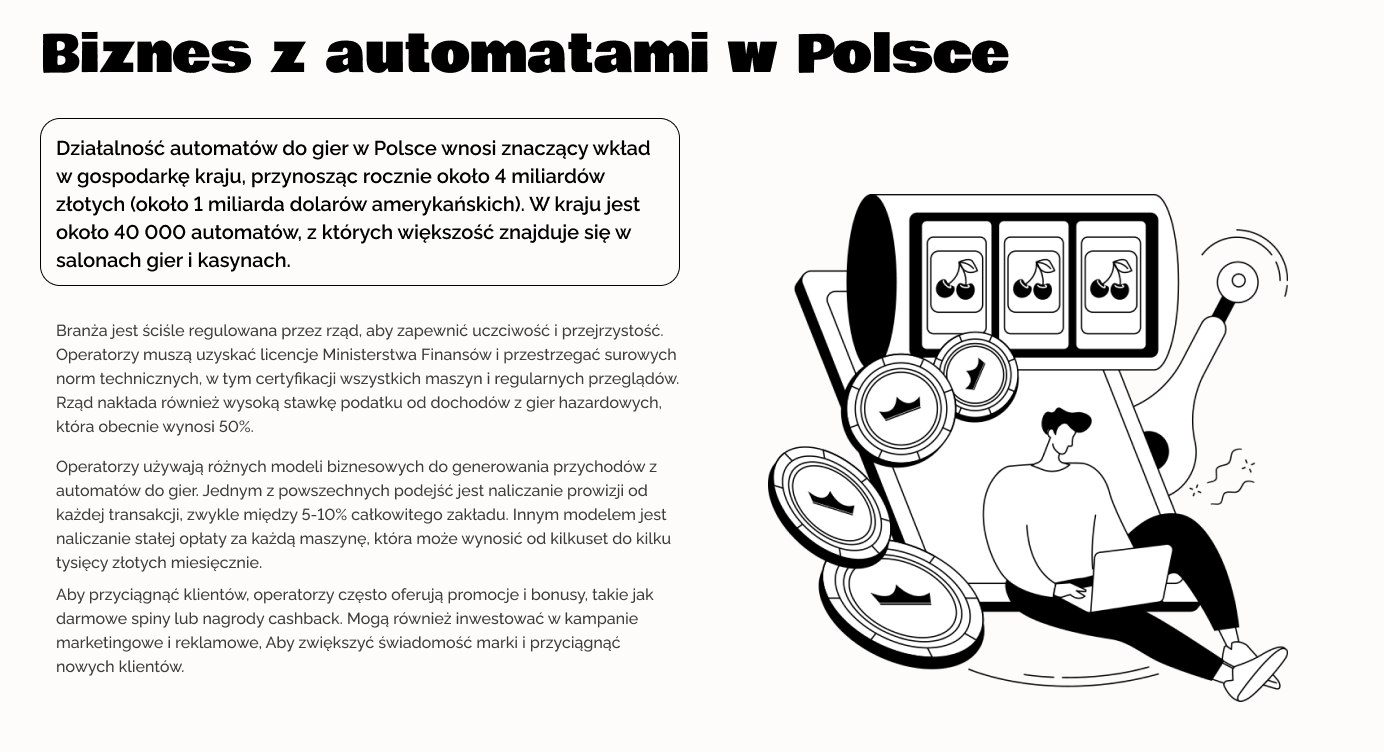 Biznes z automatami w Polsce
Działalność automatów do gier w Polsce wnosi znaczący wkład
w gospodarkę kraju, przynosząc rocznie około 4 miliardów
złotych (około 1 miliarda dolarów amerykańskich). W kraju jest
około 40 000 automatów, z których większość znajduje się w
salonach gier i kasynach.
Branża jest ściśle regulowana przez rząd, aby zapewnić uczciwość i przejrzystość.
Operatorzy muszą uzyskać licencje Ministerstwa Finansów i przestrzegać surowych
norm technicznych, w tym certyfikacji wszystkich maszyn i regularnych przeglądów.
Rząd nakłada również wysoką stawkę podatku od dochodów z gier hazardowych,
która obecnie wynosi 50%.
Operatorzy używają różnych modeli biznesowych do generowania przychodów z
automatów do gier. Jednym z powszechnych podejść jest naliczanie prowizji od
każdej transakcji, zwykle między 5-10% całkowitego zakładu. Innym modelem jest
naliczanie stałej opłaty za każdą maszynę, która może wynosić od kilkuset do kilku
tysięcy złotych miesięcznie.
Aby przyciągnąć klientów, operatorzy często oferują promocje i bonusy, takie jak
darmowe spiny lub nagrody cashback. Mogą również inwestować w kampanie
marketingowe i reklamowe, Aby zwiększyć świadomość marki i przyciągnąć
nowych klientów.